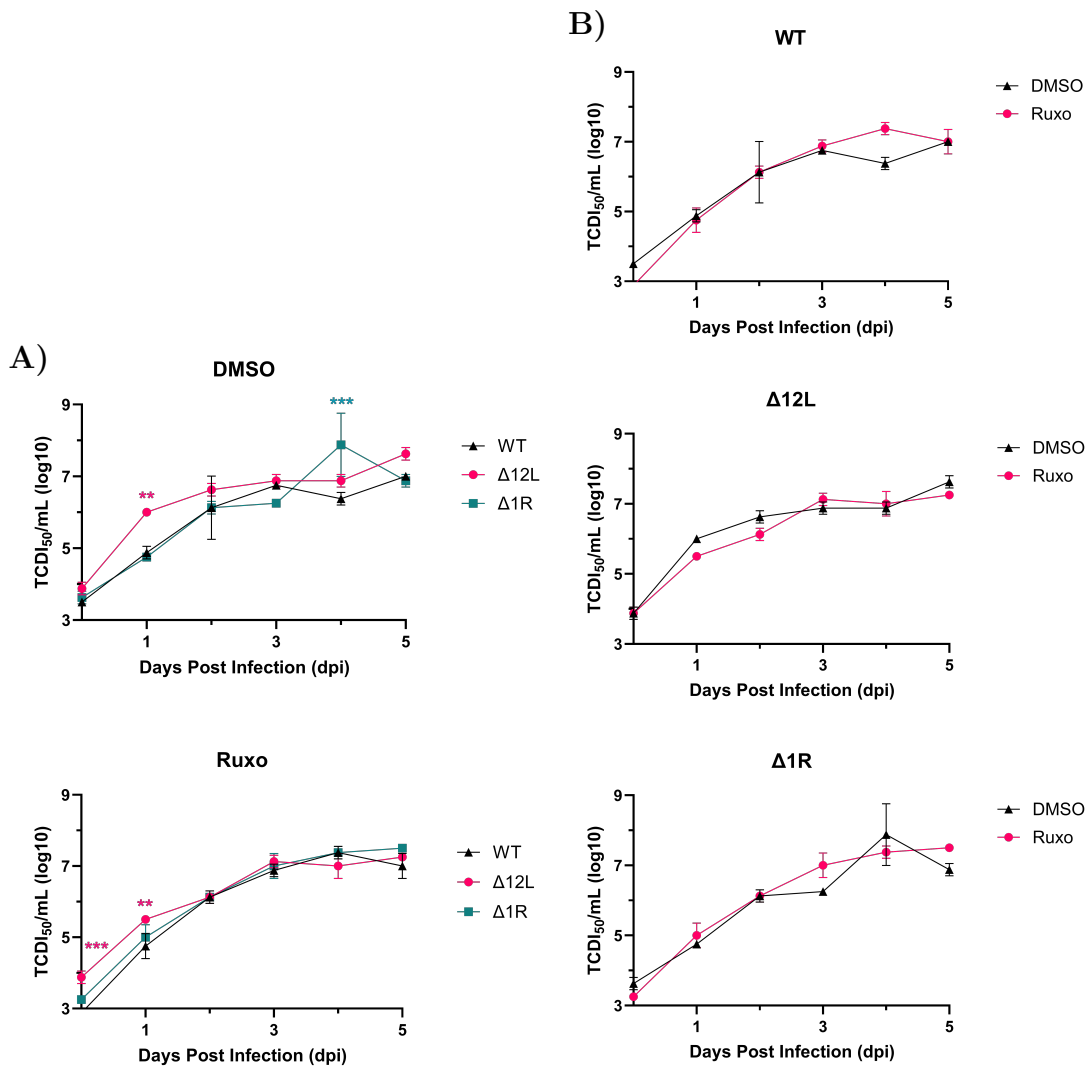 B)
WT
TCDI50/mL (log10)
9
7
5
3
1
3
5
Days Post Infection (dpi)
DMSO
Ruxo
A)
DMSO
TCDI50/mL (log10)
9
7
5
3
**
***
1
3
5
Days Post Infection (dpi)
WT
Δ12L
Δ1R
Δ12L
TCDI50/mL (log10)
9
7
5
3
1
3
5
Days Post Infection (dpi)
DMSO
Ruxo
Ruxo
TCDI50/mL (log10)
9
7
5
3
***
**
1
3
5
Days Post Infection (dpi)
WT
Δ12L
Δ1R
Δ1R
TCDI50/mL (log10)
9
7
5
3
1
3
5
Days Post Infection (dpi)
DMSO
Ruxo